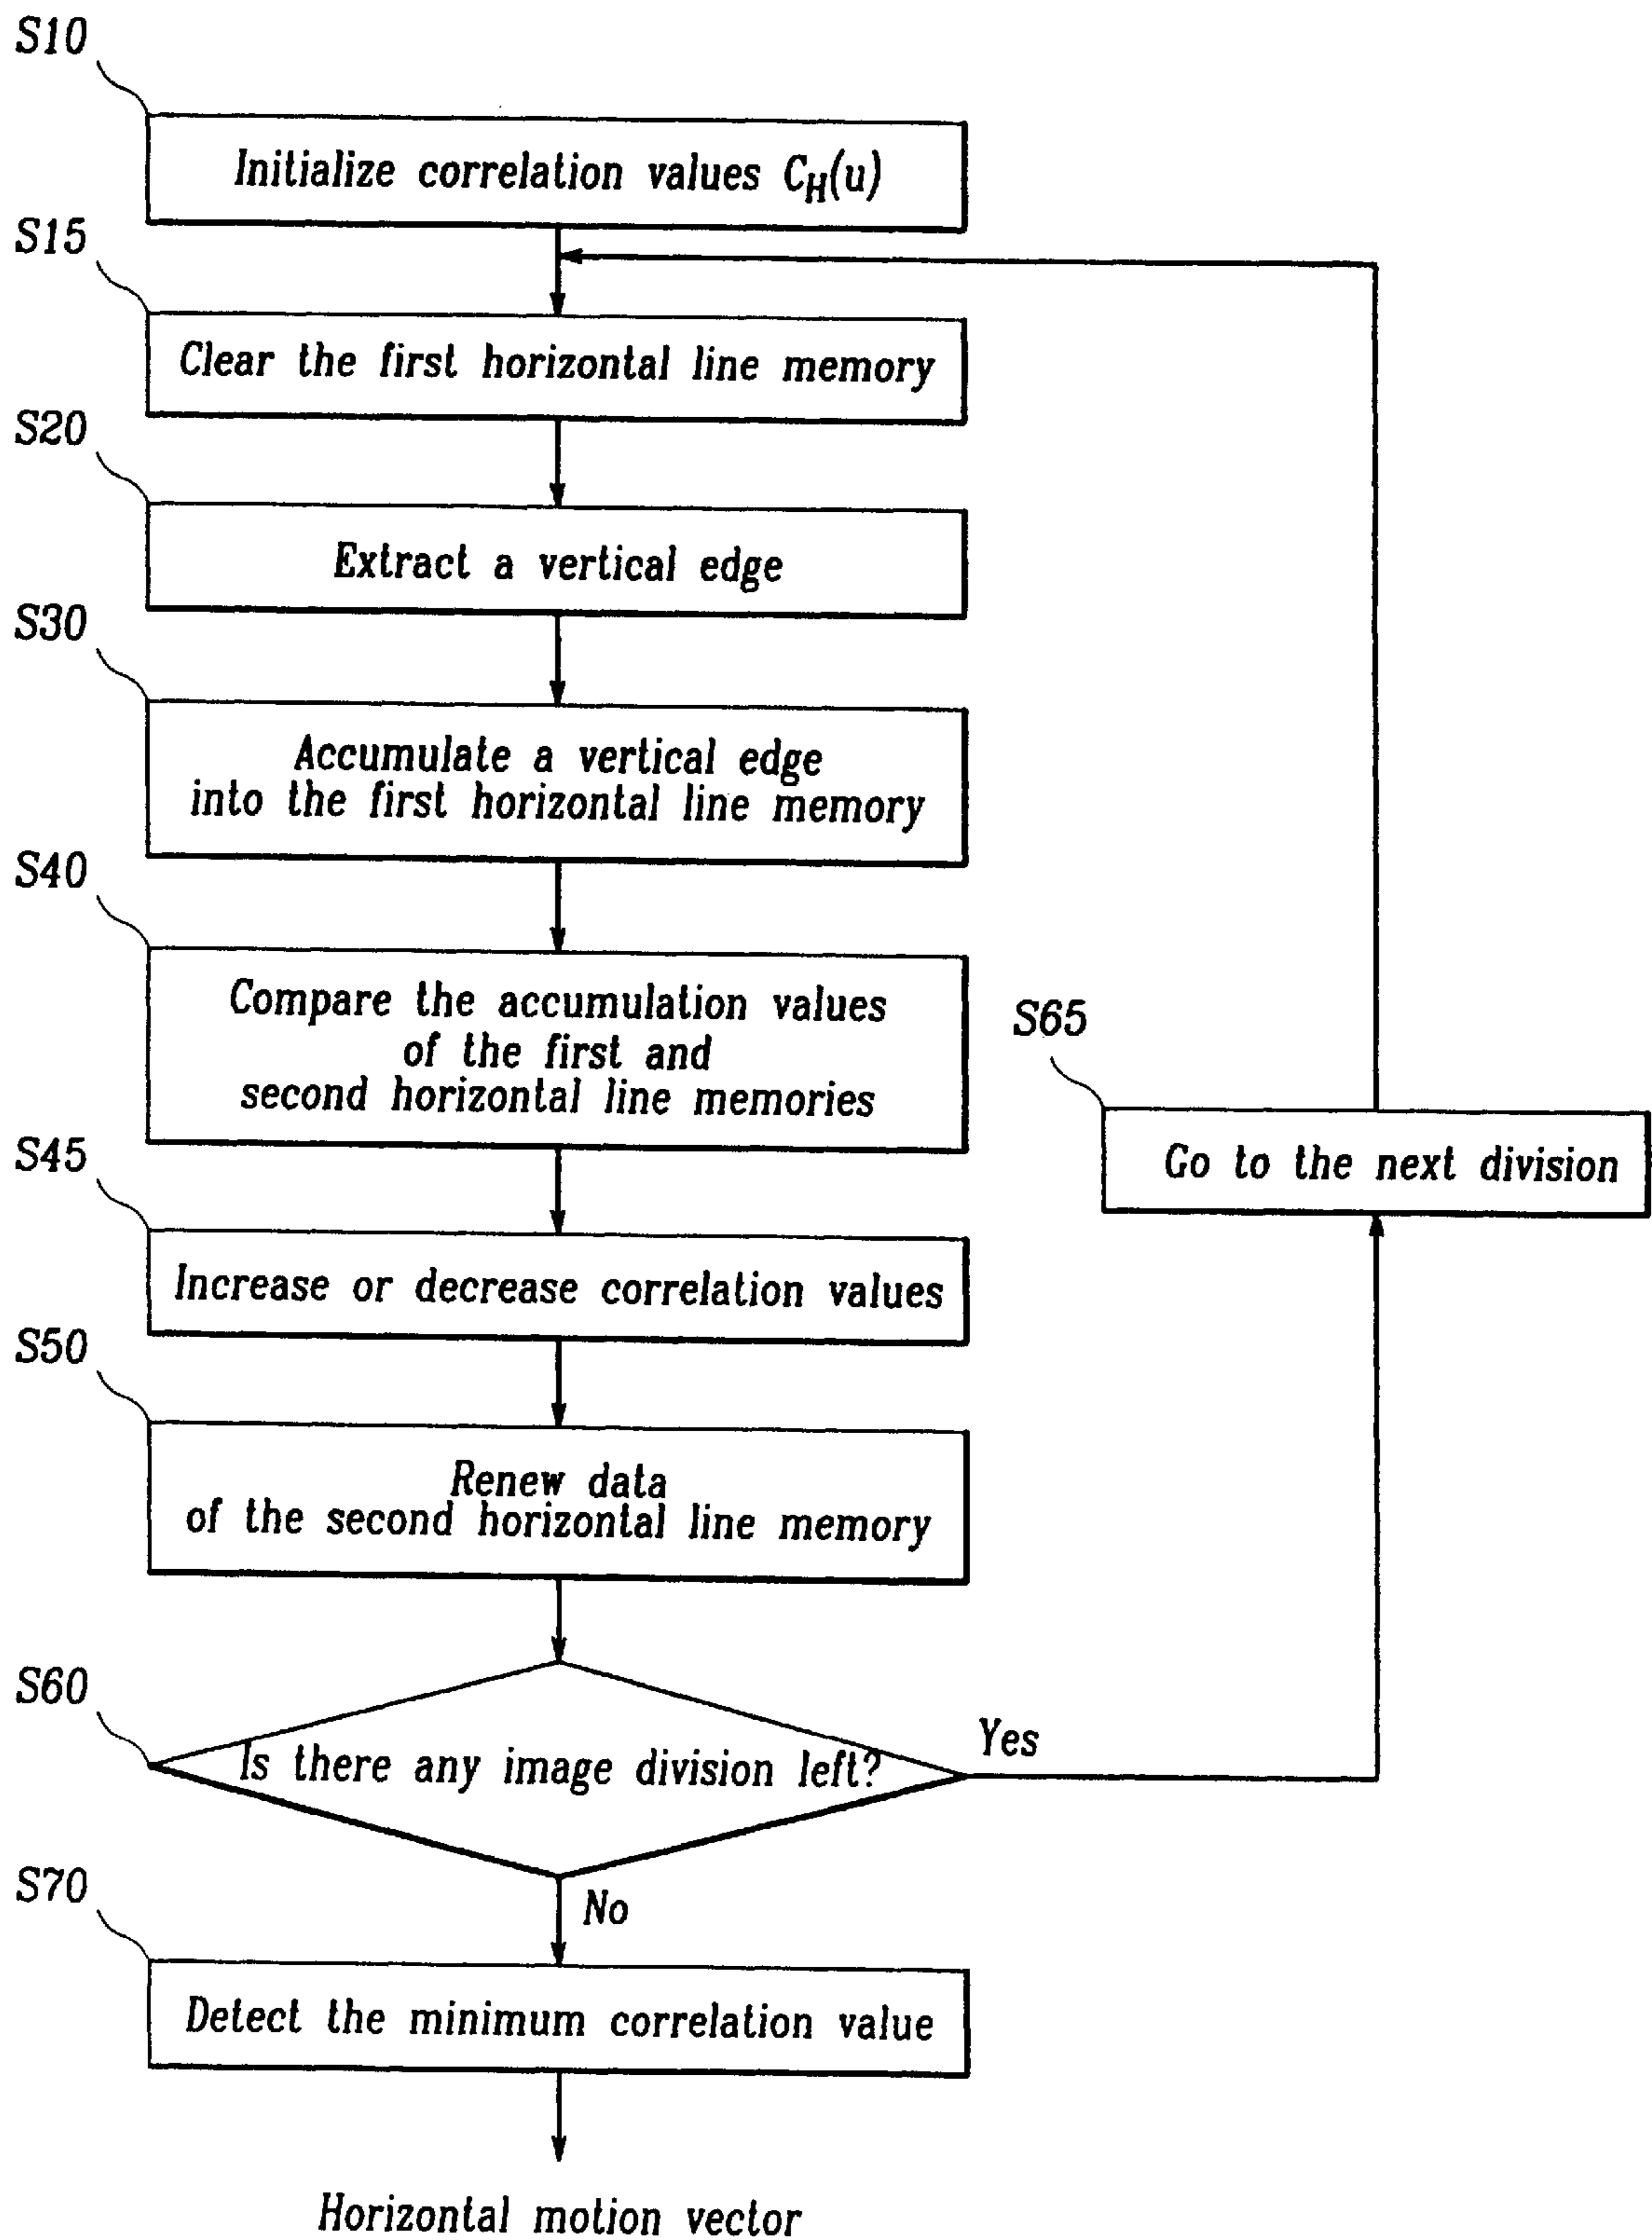 S10
Initialize correlation values C_H(u)
S15
Clear the first horizontal line memory
S20
Extract a vertical edge
S30
Accumulate a vertical edge
into the first horizontal line memory
S40
Compare the accumulation values
of the first and
second horizontal line memories
S65
Go to the next division
S45
Increase or decrease correlation values
S50
Renew data
of the second horizontal line memory
S60
Is there any image division left?
Yes
S70
No
Detect the minimum correlation value
Horizontal motion vector